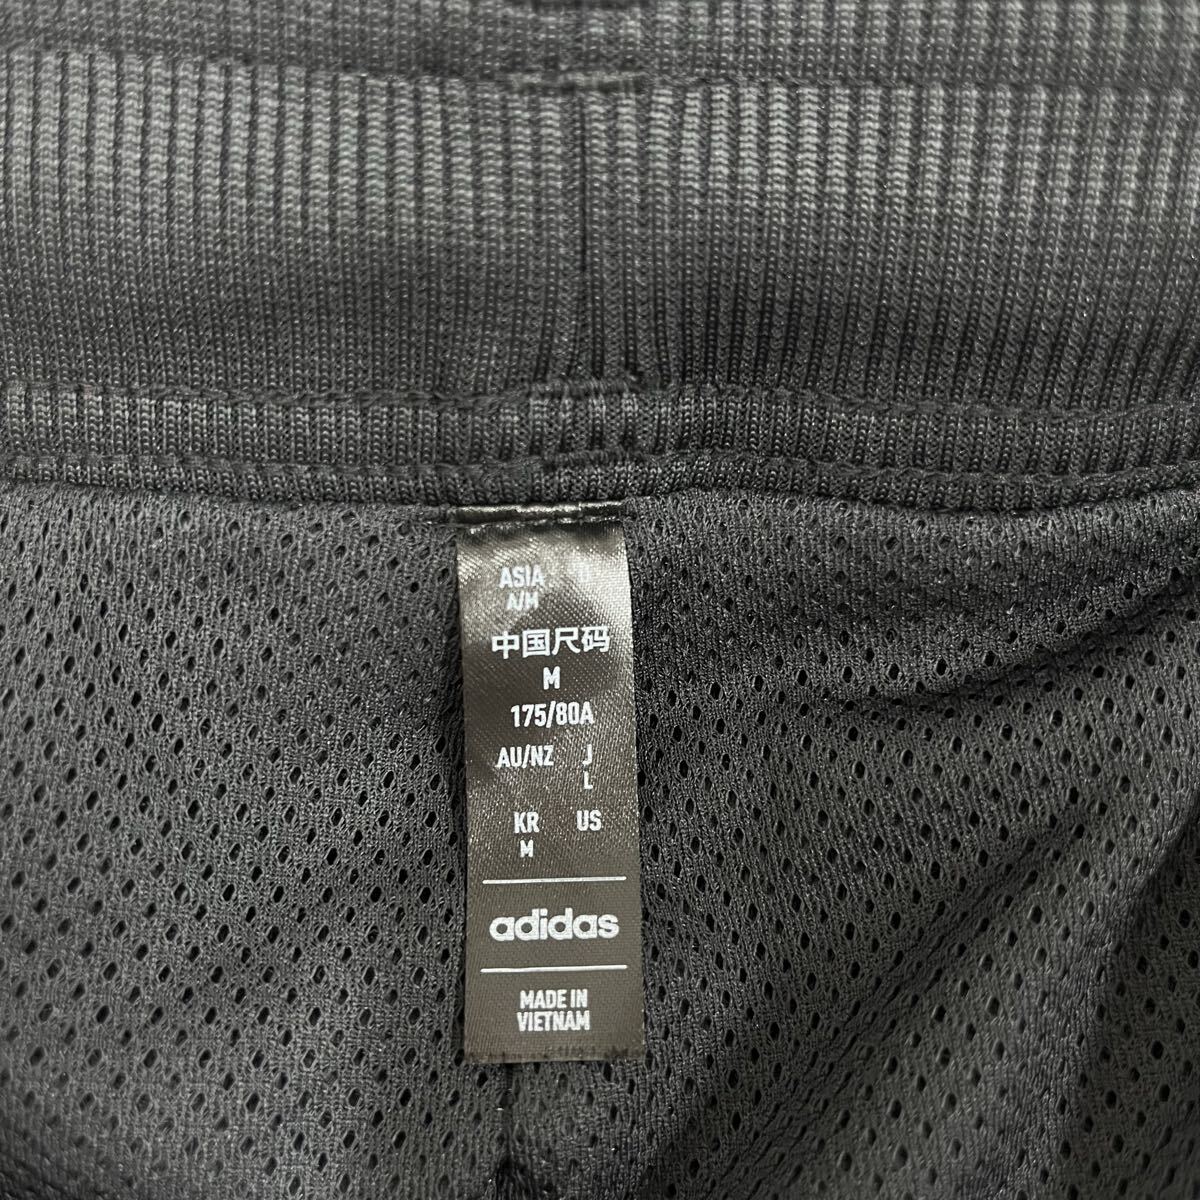 ASIA
A/M
中国尺码
M
175/80A
AU/NZ J
L
KR US
M
adidas
MADE IN
VIETNAM